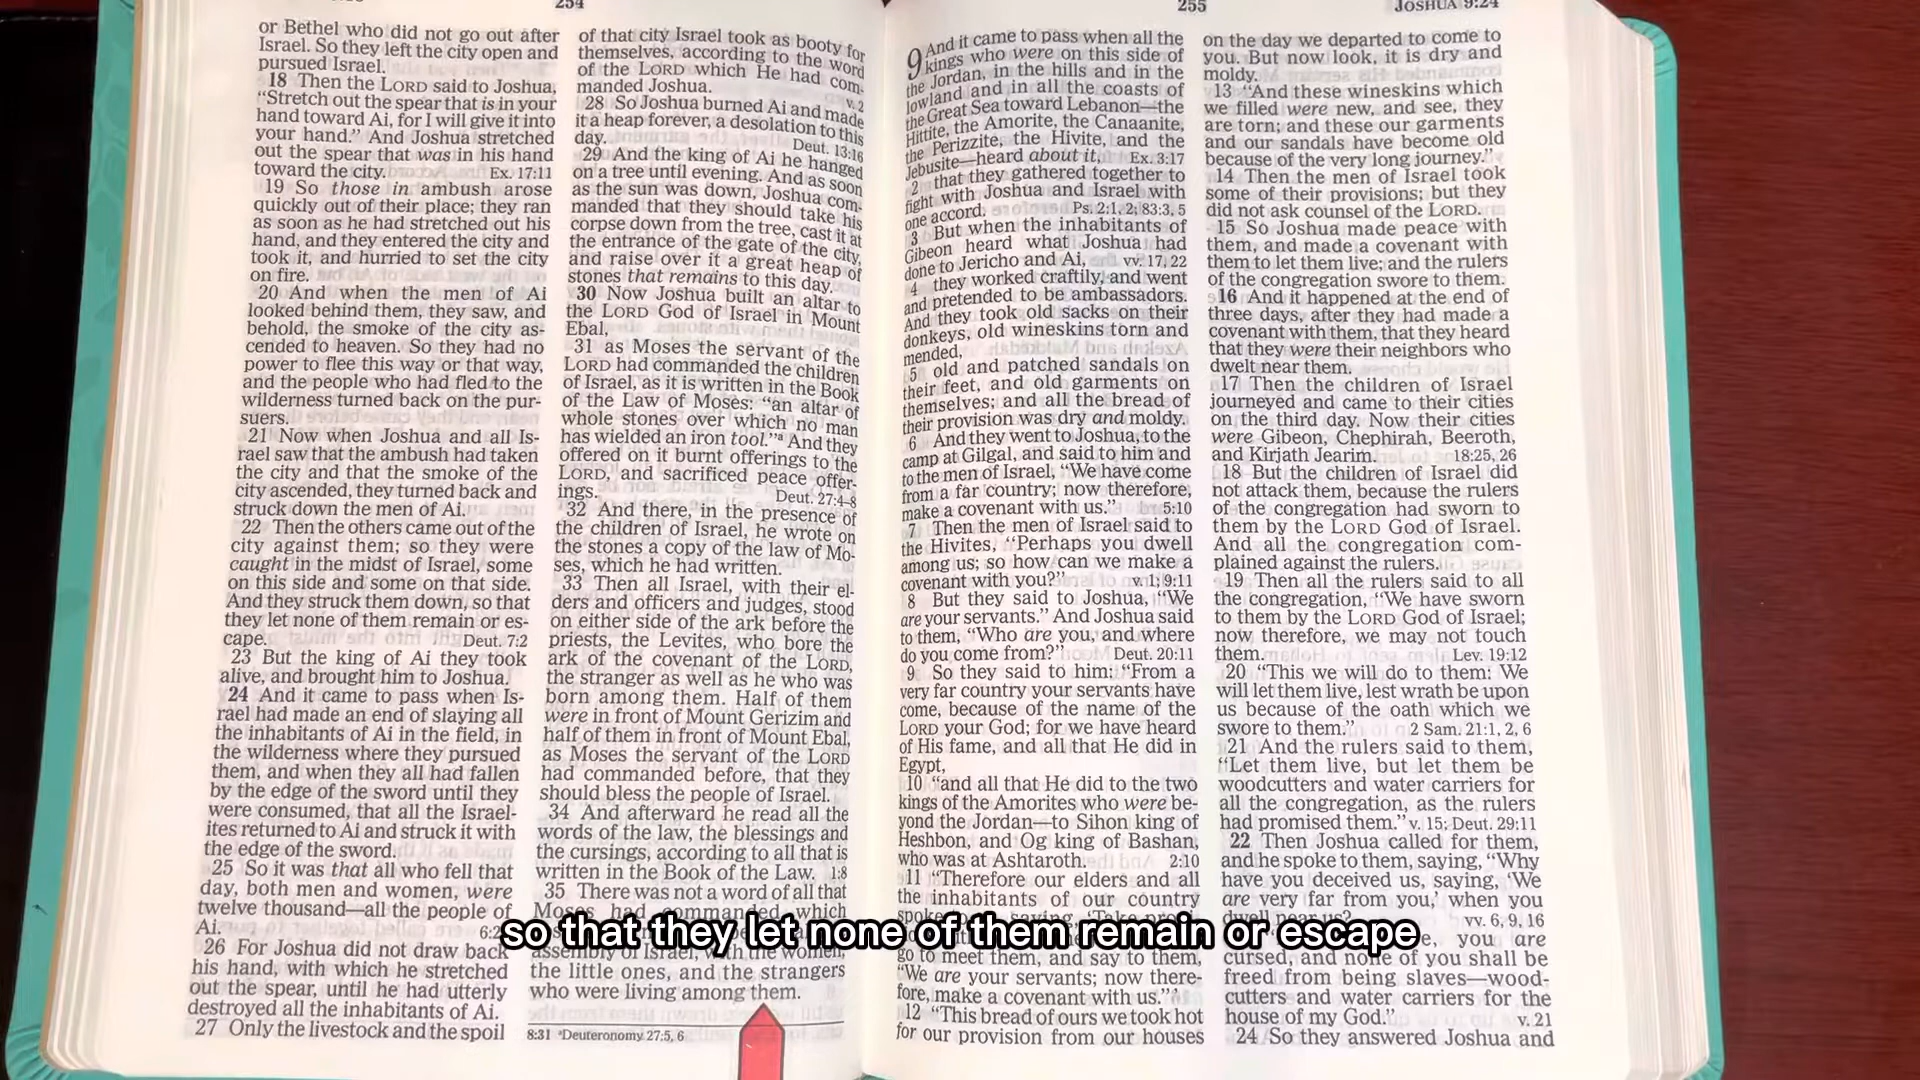 254
or Bethel who did not go out after
Israel. So they left the city open and
pursued Israel.
18 Then the LORD said to Joshua,
“Stretch out the spear that is in your
hand toward Ai, for I will give it into
your hand.” And Joshua stretched
out the spear that was in his hand
toward the city. Ex. 17:11
19 So those in ambush arose
quickly out of their place; they ran
as soon as he had stretched out his
hand, and they entered the city and
took it, and hurried to set the city
on fire.
20 And when the men of Ai
looked behind them, they saw, and
behold, the smoke of the city as-
cended to heaven. So they had no
power to flee this way or that way,
and the people who had fled to the
wilderness turned back on the pur-
suers.
21 Now when Joshua and all Is-
rael saw that the ambush had taken
the city and that the smoke of the
city ascended, they turned back and
struck down the men of Ai.
22 Then the others came out of the
city against them; so they were
caught in the midst of Israel, some
on this side and some on that side.
And they struck them down, so that
they let none of them remain or es-
cape. Deut. 7:2
23 But the king of Ai they took
alive, and brought him to Joshua.
24 And it came to pass when Is-
rael had made an end of slaying all
the inhabitants of Ai in the field, in
the wilderness where they pursued
them, and when they all had fallen
by the edge of the sword until they
were consumed, that all the Israel-
ites returned to Ai and struck it with
the edge of the sword.
25 So it was that all who fell that
day, both men and women, were
twelve thousand—all the people of
Ai. 6:2
26 For Joshua did not draw back
his hand, with which he stretched
out the spear, until he had utterly
destroyed all the inhabitants of Ai.
27 Only the livestock and the spoil
of that city Israel took as booty for
themselves, according to the word
of the LORD which He had com-
manded Joshua. v. 2
28 So Joshua burned Ai and made
it a heap forever, a desolation to this
day. Deut. 13:16
29 And the king of Ai he hanged
on a tree until evening. And as soon
as the sun was down, Joshua com-
manded that they should take his
corpse down from the tree, cast it at
the entrance of the gate of the city,
and raise over it a great heap of
stones that remains to this day.
30 Now Joshua built an altar to
the LORD God of Israel in Mount
Ebal,
31 as Moses the servant of the
LORD had commanded the children
of Israel, as it is written in the Book
of the Law of Moses: “an altar of
whole stones over which no man
has wielded an iron tool.”a And they
offered on it burnt offerings to the
LORD, and sacrificed peace offer-
ings. Deut. 27:4–8
32 And there, in the presence of
the children of Israel, he wrote on
the stones a copy of the law of Mo-
ses, which he had written.
33 Then all Israel, with their el-
ders and officers and judges, stood
on either side of the ark before the
priests, the Levites, who bore the
ark of the covenant of the LORD,
the stranger as well as he who was
born among them. Half of them
were in front of Mount Gerizim and
half of them in front of Mount Ebal,
as Moses the servant of the LORD
had commanded before, that they
should bless the people of Israel.
34 And afterward he read all the
words of the law, the blessings and
the cursings, according to all that is
written in the Book of the Law. 1:8
35 There was not a word of all that
Moses had commanded which
assembly of Israel, with the women,
the little ones, and the strangers
who were living among them.
8:31 aDeuteronomy 27:5, 6
255
JOSHUA 9:24
9 And it came to pass when all the
kings who were on this side of
the Jordan, in the hills and in the
lowland and in all the coasts of
the Great Sea toward Lebanon—the
Hittite, the Amorite, the Canaanite,
the Perizzite, the Hivite, and the
Jebusite—heard about it, Ex. 3:17
2 that they gathered together to
fight with Joshua and Israel with
one accord. Ps. 2:1, 2; 83:3, 5
3 But when the inhabitants of
Gibeon heard what Joshua had
done to Jericho and Ai, vv. 17, 22
4 they worked craftily, and went
and pretended to be ambassadors.
And they took old sacks on their
donkeys, old wineskins torn and
mended,
5 old and patched sandals on
their feet, and old garments on
themselves; and all the bread of
their provision was dry and moldy.
6 And they went to Joshua, to the
camp at Gilgal, and said to him and
to the men of Israel, “We have come
from a far country; now therefore,
make a covenant with us.” 5:10
7 Then the men of Israel said to
the Hivites, “Perhaps you dwell
among us; so how can we make a
covenant with you?” v. 1; 9:11
8 But they said to Joshua, “We
are your servants.” And Joshua said
to them, “Who are you, and where
do you come from?” Deut. 20:11
9 So they said to him: “From a
very far country your servants have
come, because of the name of the
LORD your God; for we have heard
of His fame, and all that He did in
Egypt,
10 “and all that He did to the two
kings of the Amorites who were be-
yond the Jordan—to Sihon king of
Heshbon, and Og king of Bashan,
who was at Ashtaroth. 2:10
11 “Therefore our elders and all
the inhabitants of our country
go to meet them, and say to them,
“We are your servants; now there-
fore, make a covenant with us.”’
12 “This bread of ours we took hot
for our provision from our houses
on the day we departed to come to
you. But now look, it is dry and
moldy.
13 “And these wineskins which
we filled were new, and see, they
are torn; and these our garments
and our sandals have become old
because of the very long journey.”
14 Then the men of Israel took
some of their provisions; but they
did not ask counsel of the LORD.
15 So Joshua made peace with
them, and made a covenant with
them to let them live; and the rulers
of the congregation swore to them.
16 And it happened at the end of
three days, after they had made a
covenant with them, that they heard
that they were their neighbors who
dwelt near them.
17 Then the children of Israel
journeyed and came to their cities
on the third day. Now their cities
were Gibeon, Chephirah, Beeroth,
and Kirjath Jearim. 18:25, 26
18 But the children of Israel did
not attack them, because the rulers
of the congregation had sworn to
them by the LORD God of Israel.
And all the congregation com-
plained against the rulers.
19 Then all the rulers said to all
the congregation, “We have sworn
to them by the LORD God of Israel;
now therefore, we may not touch
them. Lev. 19:12
20 “This we will do to them: We
will let them live, lest wrath be upon
us because of the oath which we
swore to them.” 2 Sam. 21:1, 2, 6
21 And the rulers said to them,
“Let them live, but let them be
woodcutters and water carriers for
all the congregation, as the rulers
had promised them.” v. 15; Deut. 29:11
22 Then Joshua called for them,
and he spoke to them, saying, “Why
have you deceived us, saying, ‘We
are very far from you,’ when you
dwell near us? vv. 6, 9, 16
you are
cursed, and none of you shall be
freed from being slaves—wood-
cutters and water carriers for the
house of my God.” v. 21
24 So they answered Joshua and
so that they let none of them remain or escape